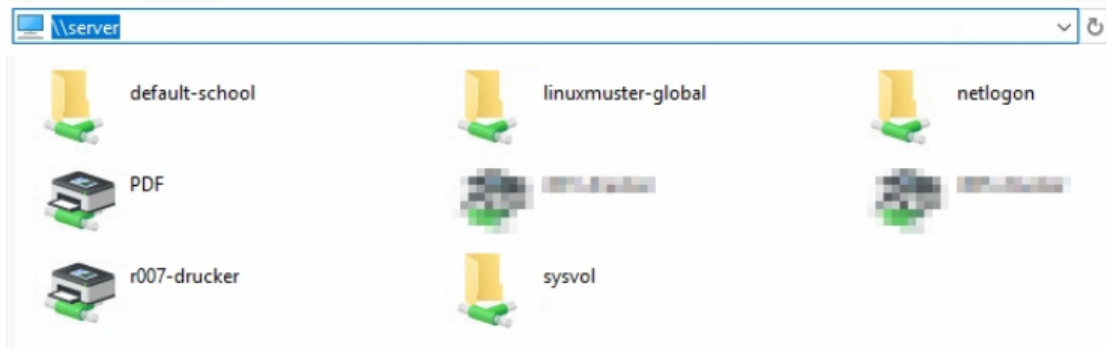 \\server
default-school
linuxmuster-global
netlogon
PDF
r007-drucker
sysvol